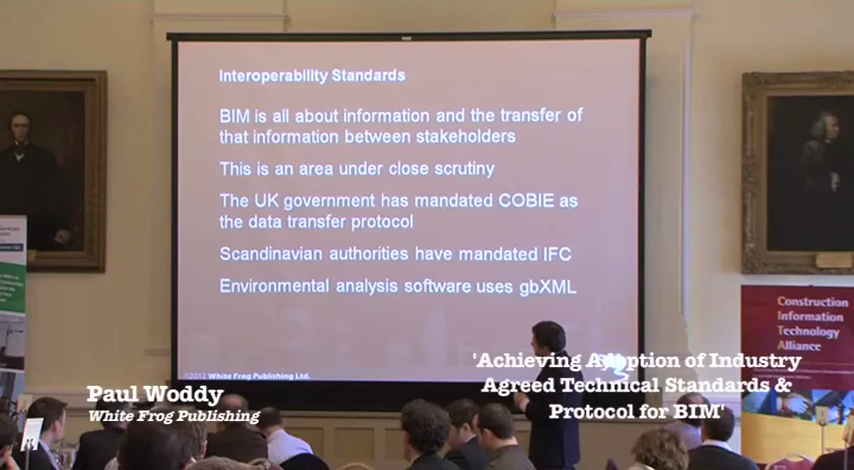 Interoperability Standards
BIM is all about information and the transfer of
that information between stakeholders
This is an area under close scrutiny
The UK government has mandated COBIE as
the data transfer protocol
Scandinavian authorities have mandated IFC
Environmental analysis software uses gbXML
©2012 White Frog Publishing Ltd.
Construction
Information
Technology
Alliance
Paul Woddy
White Frog Publishing
'Achieving Adoption of Industry
Agreed Technical Standards &
Protocol for BIM'